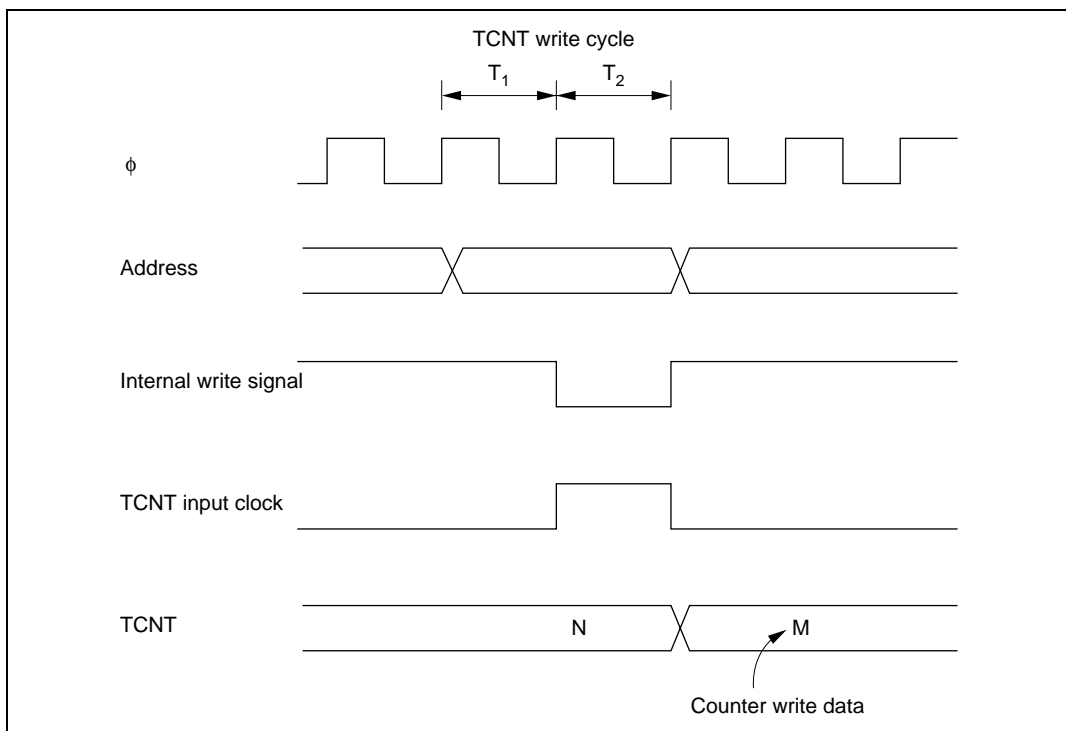 TCNT write cycle
T1 T2
ϕ
Address
Internal write signal
TCNT input clock
TCNT N M
Counter write data